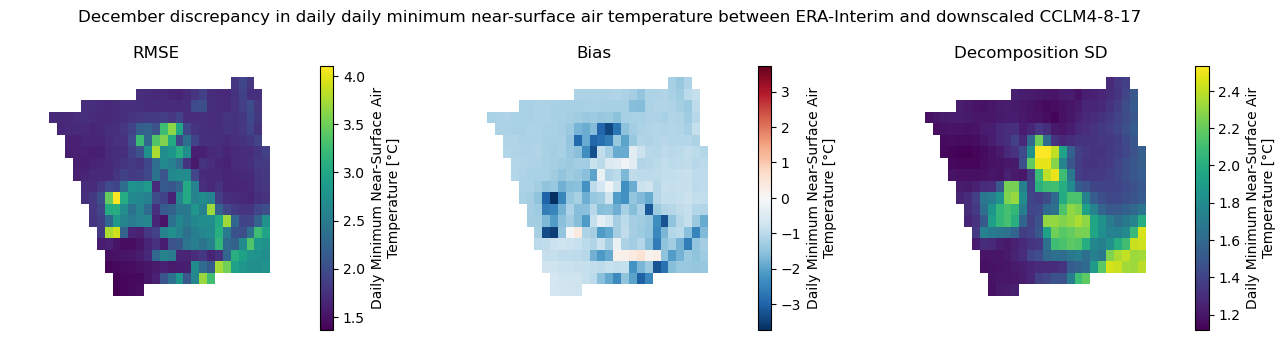 December discrepancy in daily daily minimum near-surface air temperature between ERA-Interim and downscaled CCLM4-8-17
RMSE
4.0
3.5
3.0
2.5
2.0
1.5
Daily Minimum Near-Surface Air
Temperature [°C]
Bias
3
2
1
0
−1
−2
−3
Daily Minimum Near-Surface Air
Temperature [°C]
Decomposition SD
2.4
2.2
2.0
1.8
1.6
1.4
1.2
Daily Minimum Near-Surface Air
Temperature [°C]